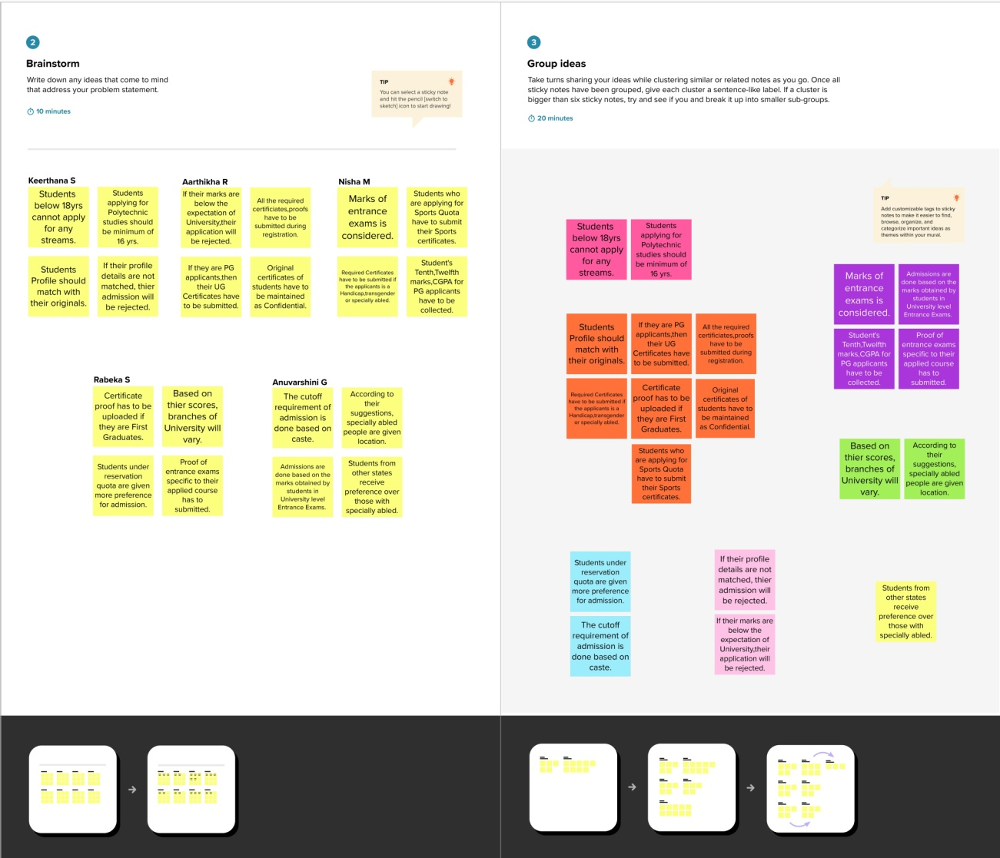 2
Brainstorm
Write down any ideas that come to mind
that address your problem statement.
10 minutes
TIP
You can select a sticky note
and hit the pencil [switch to
sketch] icon to start drawing!
Keerthana S
Students
below 18yrs
cannot apply
for any
streams.
Students
applying for
Polytechnic
studies should
be minimum of
16 yrs.
Students
Profile should
match with
their originals.
If their profile
details are not
matched, thier
admission will
be rejected.
Aarthikha R
If their marks are
below the
expectation of
University,their
application will
be rejected.
All the required
certificiates,proofs
have to be
submitted during
registration.
If they are PG
applicants,then
their UG
Certificates have
to be submitted.
Original
certificates of
students have to
be maintained
as Confidential.
Nisha M
Marks of
entrance
exams is
considered.
Students who
are applying for
Sports Quota
have to submit
their Sports
certificates.
Required Certificates
have to be submitted if
the applicants is a
Handicap,transgender
or specially abled.
Student's
Tenth,Twelfth
marks,CGPA for
PG applicants
have to be
collected.
Rabeka S
Certificate
proof has to be
uploaded if
they are First
Graduates.
Based on
thier scores,
branches of
University will
vary.
Students under
reservation
quota are given
more preference
for admission.
Proof of
entrance exams
specific to their
applied course
has to
submitted.
Anuvarshini G
The cutoff
requirement of
admission is
done based on
caste.
According to
their
suggestions,
specially abled
people are given
location.
Admissions are
done based on the
marks obtained by
students in
University level
Entrance Exams.
Students from
other states
receive
preference over
those with
specially abled.
3
Group ideas
Take turns sharing your ideas while clustering similar or related notes as you go. Once all
sticky notes have been grouped, give each cluster a sentence-like label. If a cluster is
bigger than six sticky notes, try and see if you and break it up into smaller sub-groups.
20 minutes
TIP
Add customizable tags to sticky
notes to make it easier to find,
browse, organize, and
categorize important ideas as
themes within your mural.
Students
below 18yrs
cannot apply
for any
streams.
Students
applying for
Polytechnic
studies should
be minimum of
16 yrs.
Marks of
entrance
exams is
considered.
Admissions are
done based on the
marks obtained by
students in
University level
Entrance Exams.
Student's
Tenth,Twelfth
marks,CGPA for
PG applicants
have to be
collected.
Proof of
entrance exams
specific to their
applied course
has to
submitted.
Students
Profile should
match with
their originals.
If they are PG
applicants,then
their UG
Certificates have
to be submitted.
All the required
certificiates,proofs
have to be
submitted during
registration.
Required Certificates
have to be submitted if
the applicants is a
Handicap,transgender
or specially abled.
Certificate
proof has to be
uploaded if
they are First
Graduates.
Original
certificates of
students have to
be maintained
as Confidential.
Students who
are applying for
Sports Quota
have to submit
their Sports
certificates.
Based on
thier scores,
branches of
University will
vary.
According to
their
suggestions,
specially abled
people are given
location.
Students under
reservation
quota are given
more preference
for admission.
The cutoff
requirement of
admission is
done based on
caste.
If their profile
details are not
matched, thier
admission will
be rejected.
If their marks are
below the
expectation of
University,their
application will
be rejected.
Students from
other states
receive
preference over
those with
specially abled.